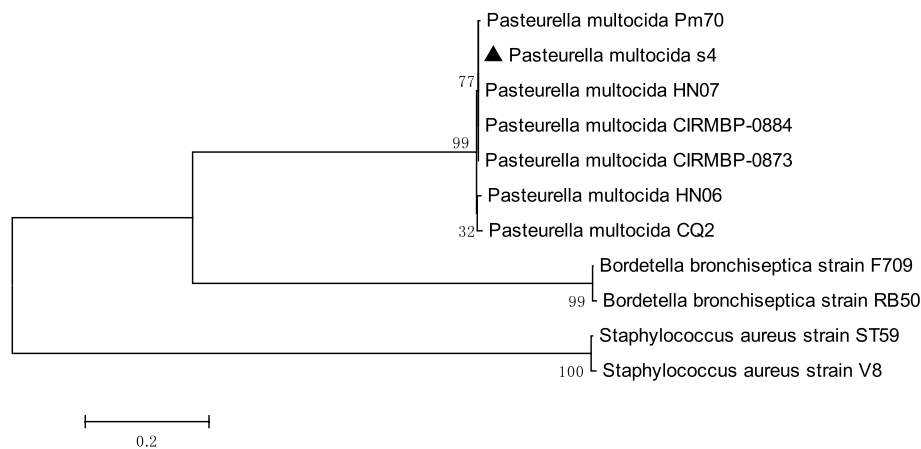 Pasteurella multocida Pm70
Pasteurella multocida s4
77
Pasteurella multocida HN07
Pasteurella multocida CIRMBP-0884
99
Pasteurella multocida CIRMBP-0873
Pasteurella multocida HN06
32
Pasteurella multocida CQ2
Bordetella bronchiseptica strain F709
99
Bordetella bronchiseptica strain RB50
Staphylococcus aureus strain ST59
100
Staphylococcus aureus strain V8
0.2